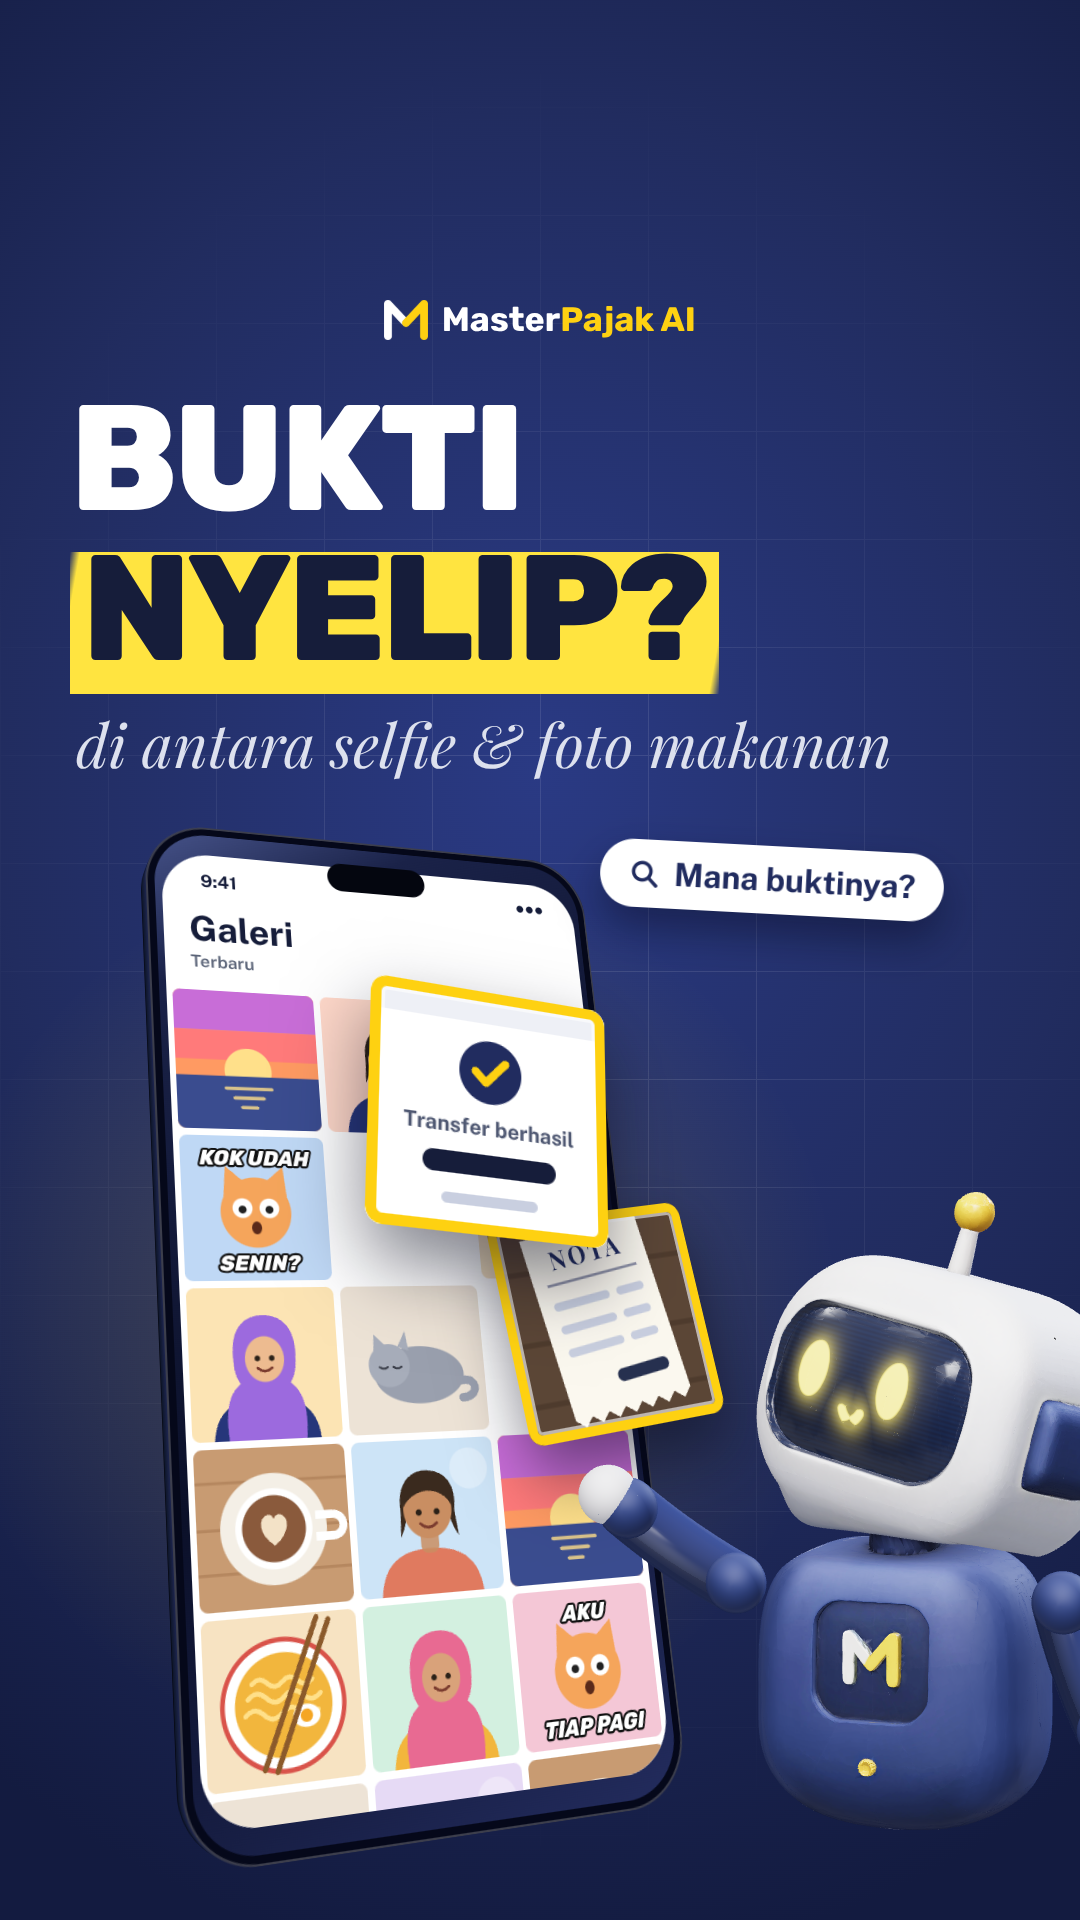 MasterPajak AI
BUKTI
NYELIP?
di antara selfie & foto makanan
Mana buktinya?
9:41
Galeri
Terbaru
Transfer berhasil
KOK UDAH
SENIN?
NOTA
AKU
TIAP PAGI
M